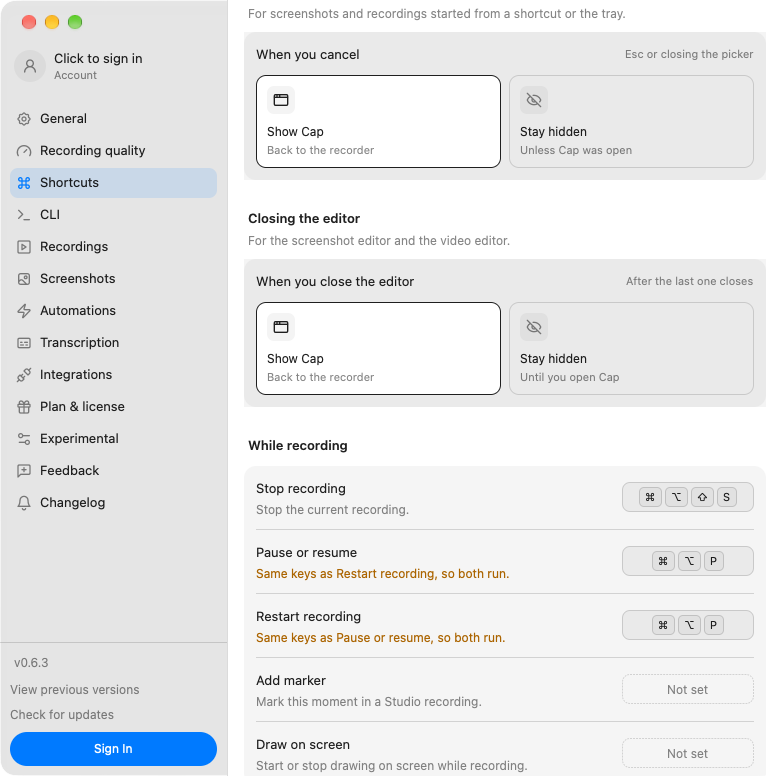 Click to sign in
Account
General
Recording quality
Shortcuts
CLI
Recordings
Screenshots
Automations
Transcription
Integrations
Plan & license
Experimental
Feedback
Changelog
v0.6.3
View previous versions
Check for updates
Sign In
For screenshots and recordings started from a shortcut or the tray.
When you cancel
Esc or closing the picker
Show Cap
Back to the recorder
Stay hidden
Unless Cap was open
Closing the editor
For the screenshot editor and the video editor.
When you close the editor
After the last one closes
Show Cap
Back to the recorder
Stay hidden
Until you open Cap
While recording
Stop recording
Stop the current recording.
⌘ ⌥ ⇧ S
Pause or resume
Same keys as Restart recording, so both run.
⌘ ⌥ P
Restart recording
Same keys as Pause or resume, so both run.
⌘ ⌥ P
Add marker
Mark this moment in a Studio recording.
Not set
Draw on screen
Start or stop drawing on screen while recording.
Not set